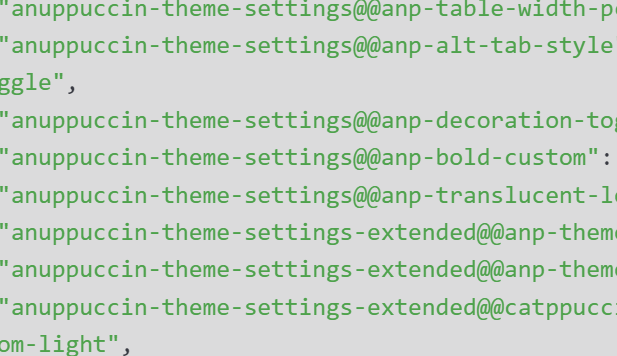 "anuppuccin-theme-settings@@anp-table-width-p
"anuppuccin-theme-settings@@anp-alt-tab-style"
ggle",
"anuppuccin-theme-settings@@anp-decoration-tog
"anuppuccin-theme-settings@@anp-bold-custom":
"anuppuccin-theme-settings@@anp-translucent-l
"anuppuccin-theme-settings-extended@@anp-theme
"anuppuccin-theme-settings-extended@@anp-theme
"anuppuccin-theme-settings-extended@@catppucci
om-light",